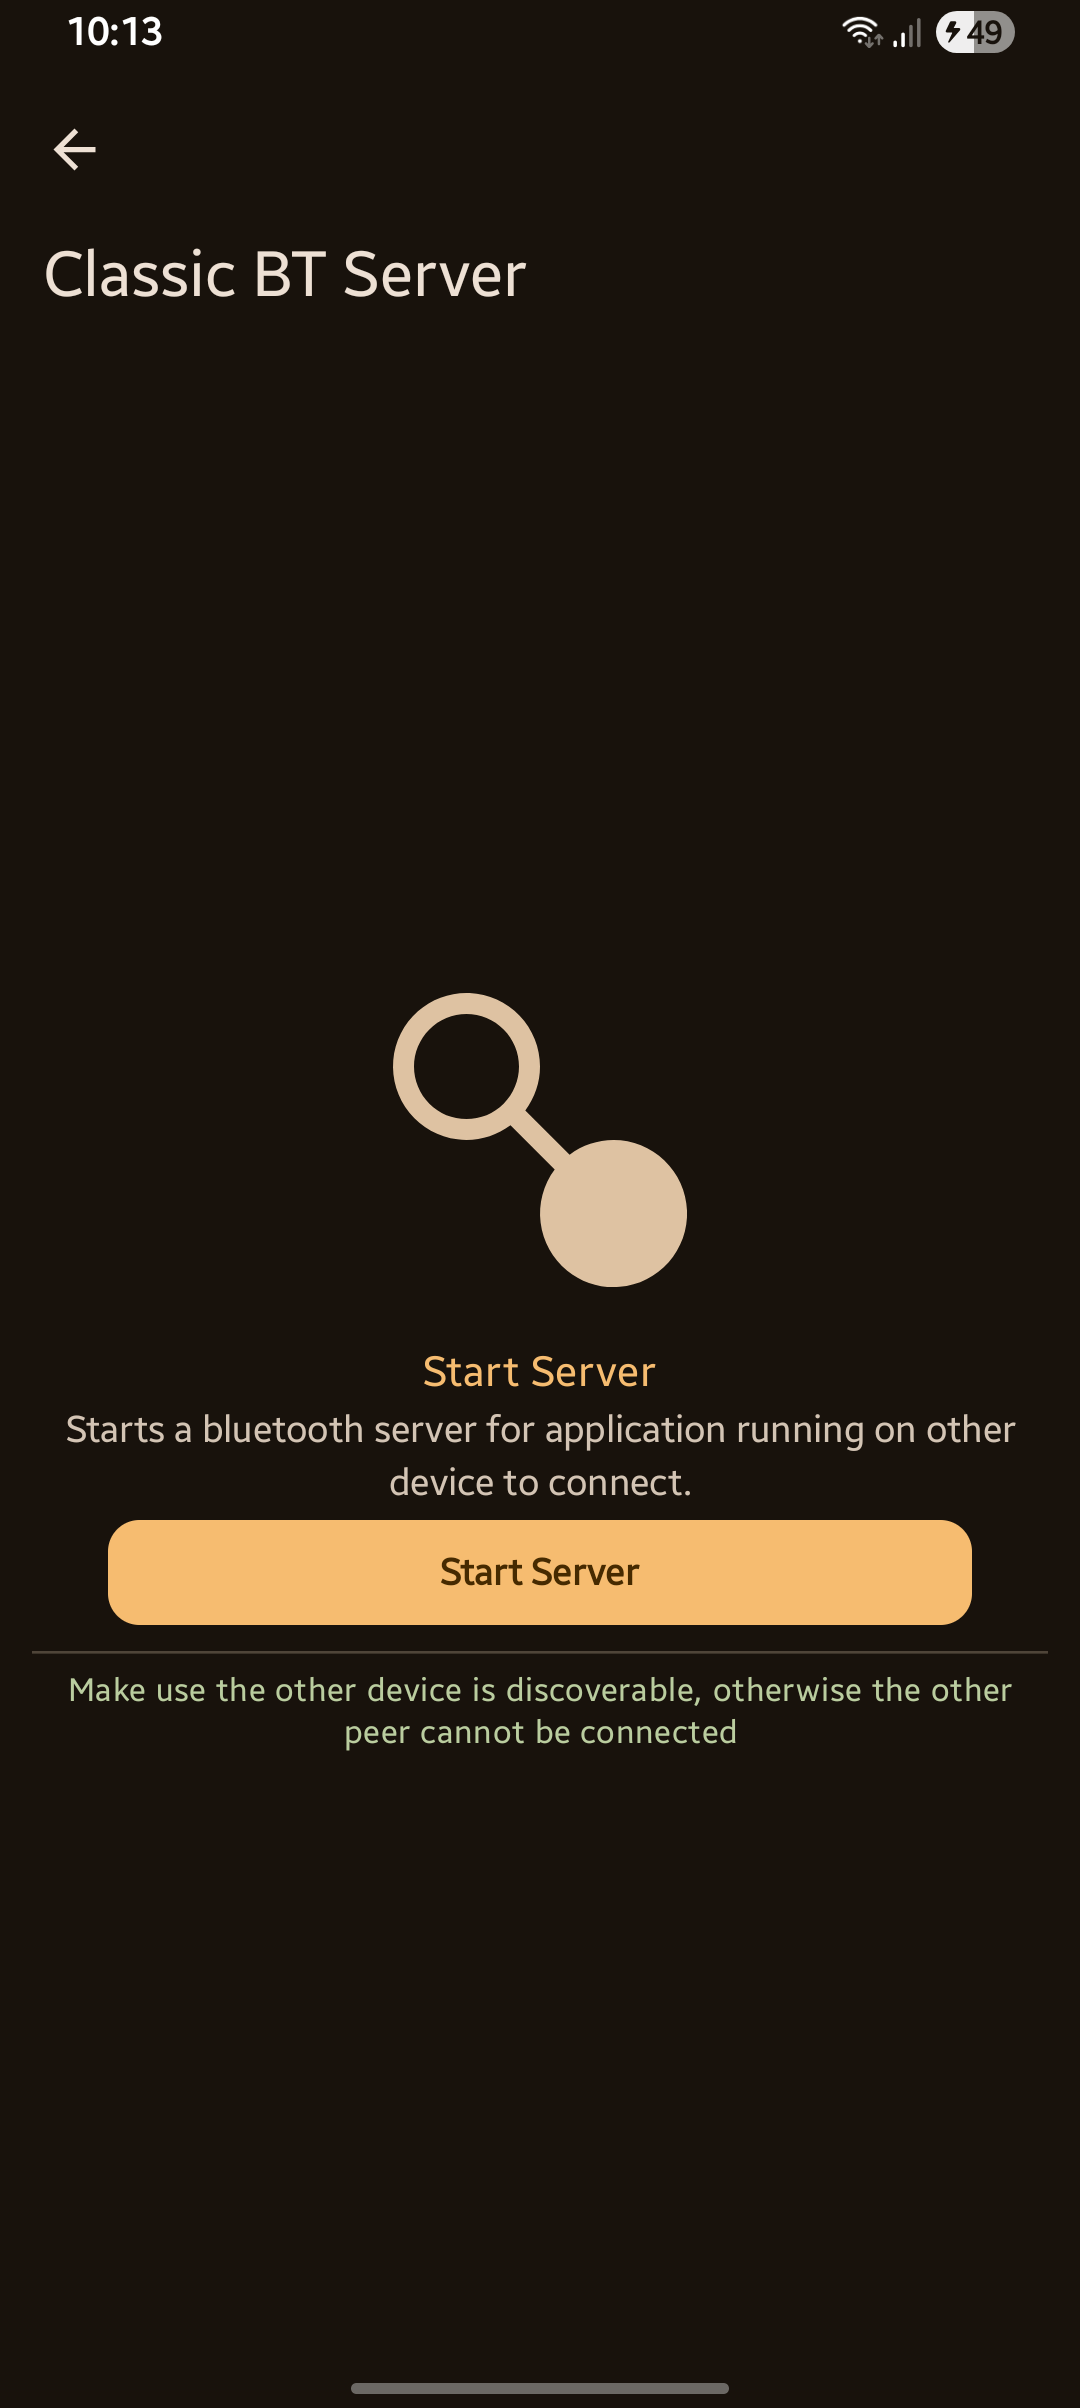 10:13
49
Classic BT Server
Start Server
Starts a bluetooth server for application running on other
device to connect.
Start Server
Make use the other device is discoverable, otherwise the other
peer cannot be connected